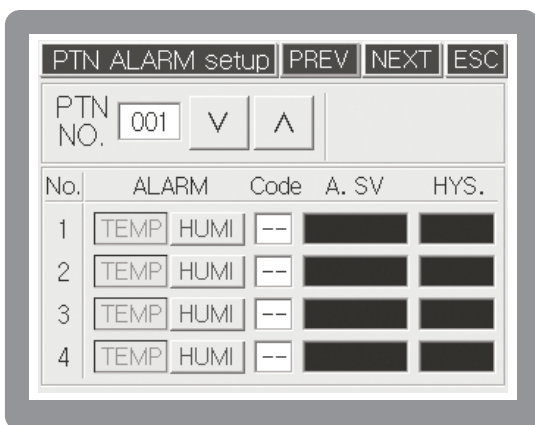 PTN ALARM setup PREV NEXT ESC
PTN NO. 001 ∨ ∧
No. ALARM Code A. SV HYS.
1 TEMP HUMI --
2 TEMP HUMI --
3 TEMP HUMI --
4 TEMP HUMI --